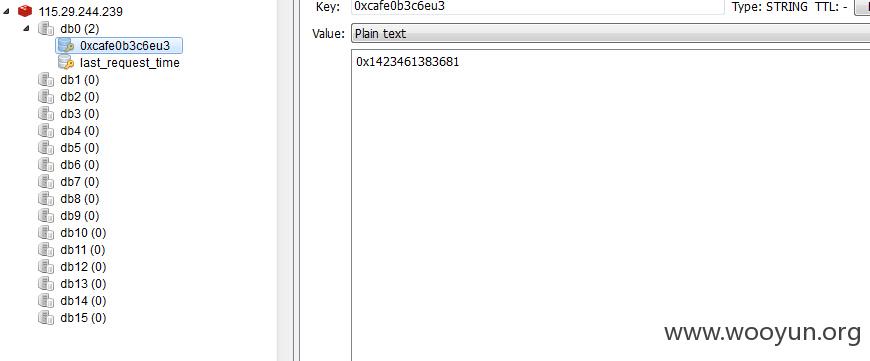 115.29.244.239
db0 (2)
0xcafe0b3c6eu3
last_request_time
db1 (0)
db2 (0)
db3 (0)
db4 (0)
db5 (0)
db6 (0)
db7 (0)
db8 (0)
db9 (0)
db10 (0)
db11 (0)
db12 (0)
db13 (0)
db14 (0)
db15 (0)
Key: 0xcafe0b3c6eu3 Type: STRING TTL: -
Value: Plain text
0x1423461383681
www.wooyun.org